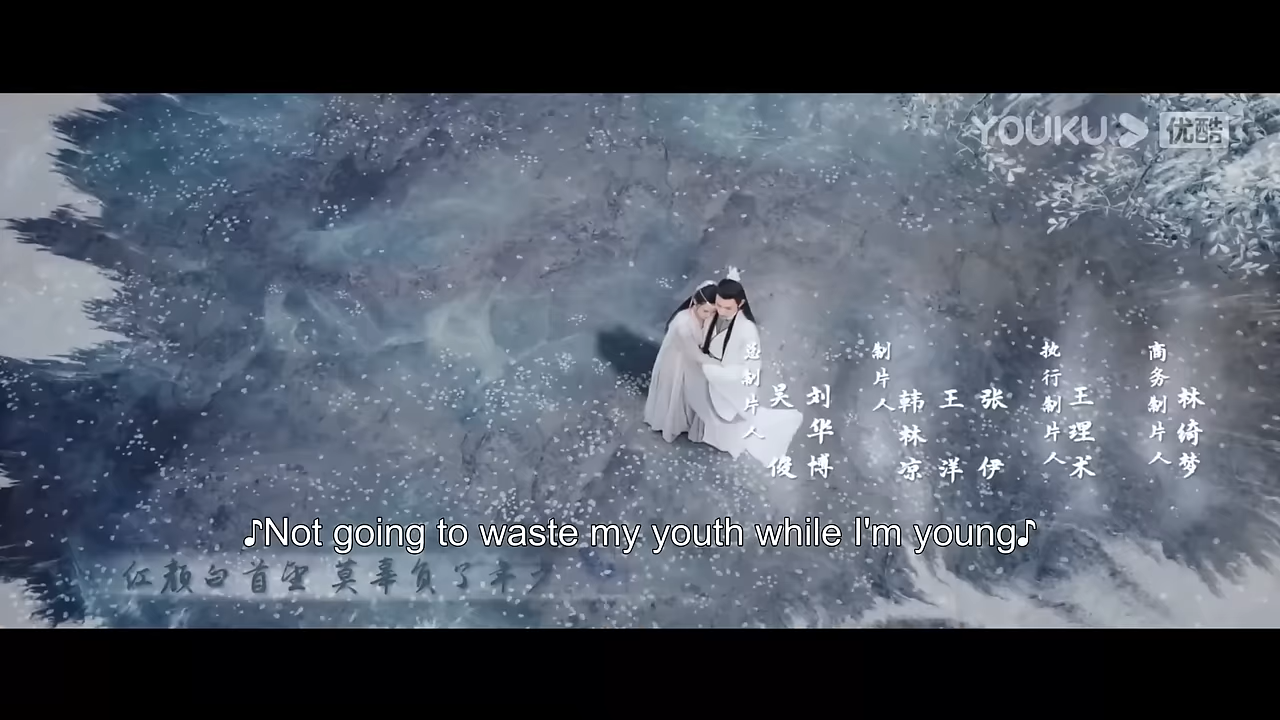 YOUKU 优酷
总制片人
吴俊
刘华博
制片人
韩林凉
王洋
张伊
执行制片人
王理术
商务制片人
林绮梦
♪Not going to waste my youth while I'm young♪
红颜白首望 莫辜负了年少